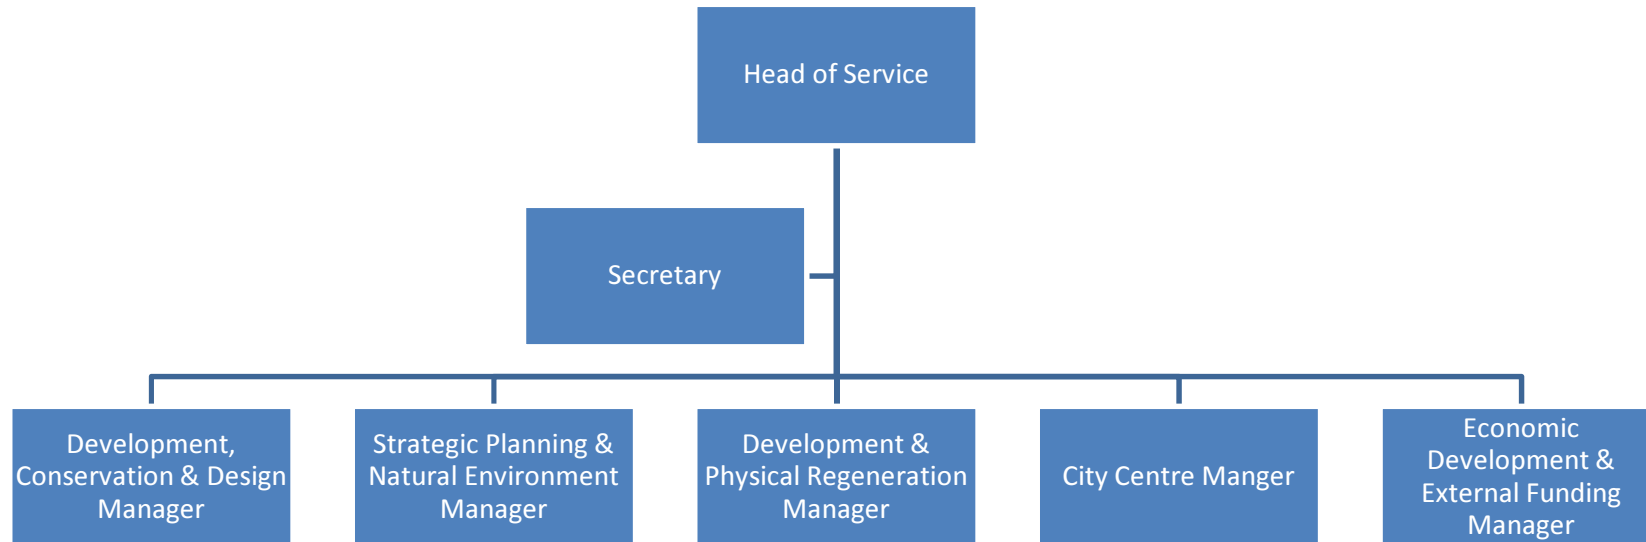 Head of Service
Secretary
Development,
Conservation & Design
Manager
Strategic Planning &
Natural Environment
Manager
Development &
Physical Regeneration
Manager
City Centre Manger
Economic
Development &
External Funding
Manager